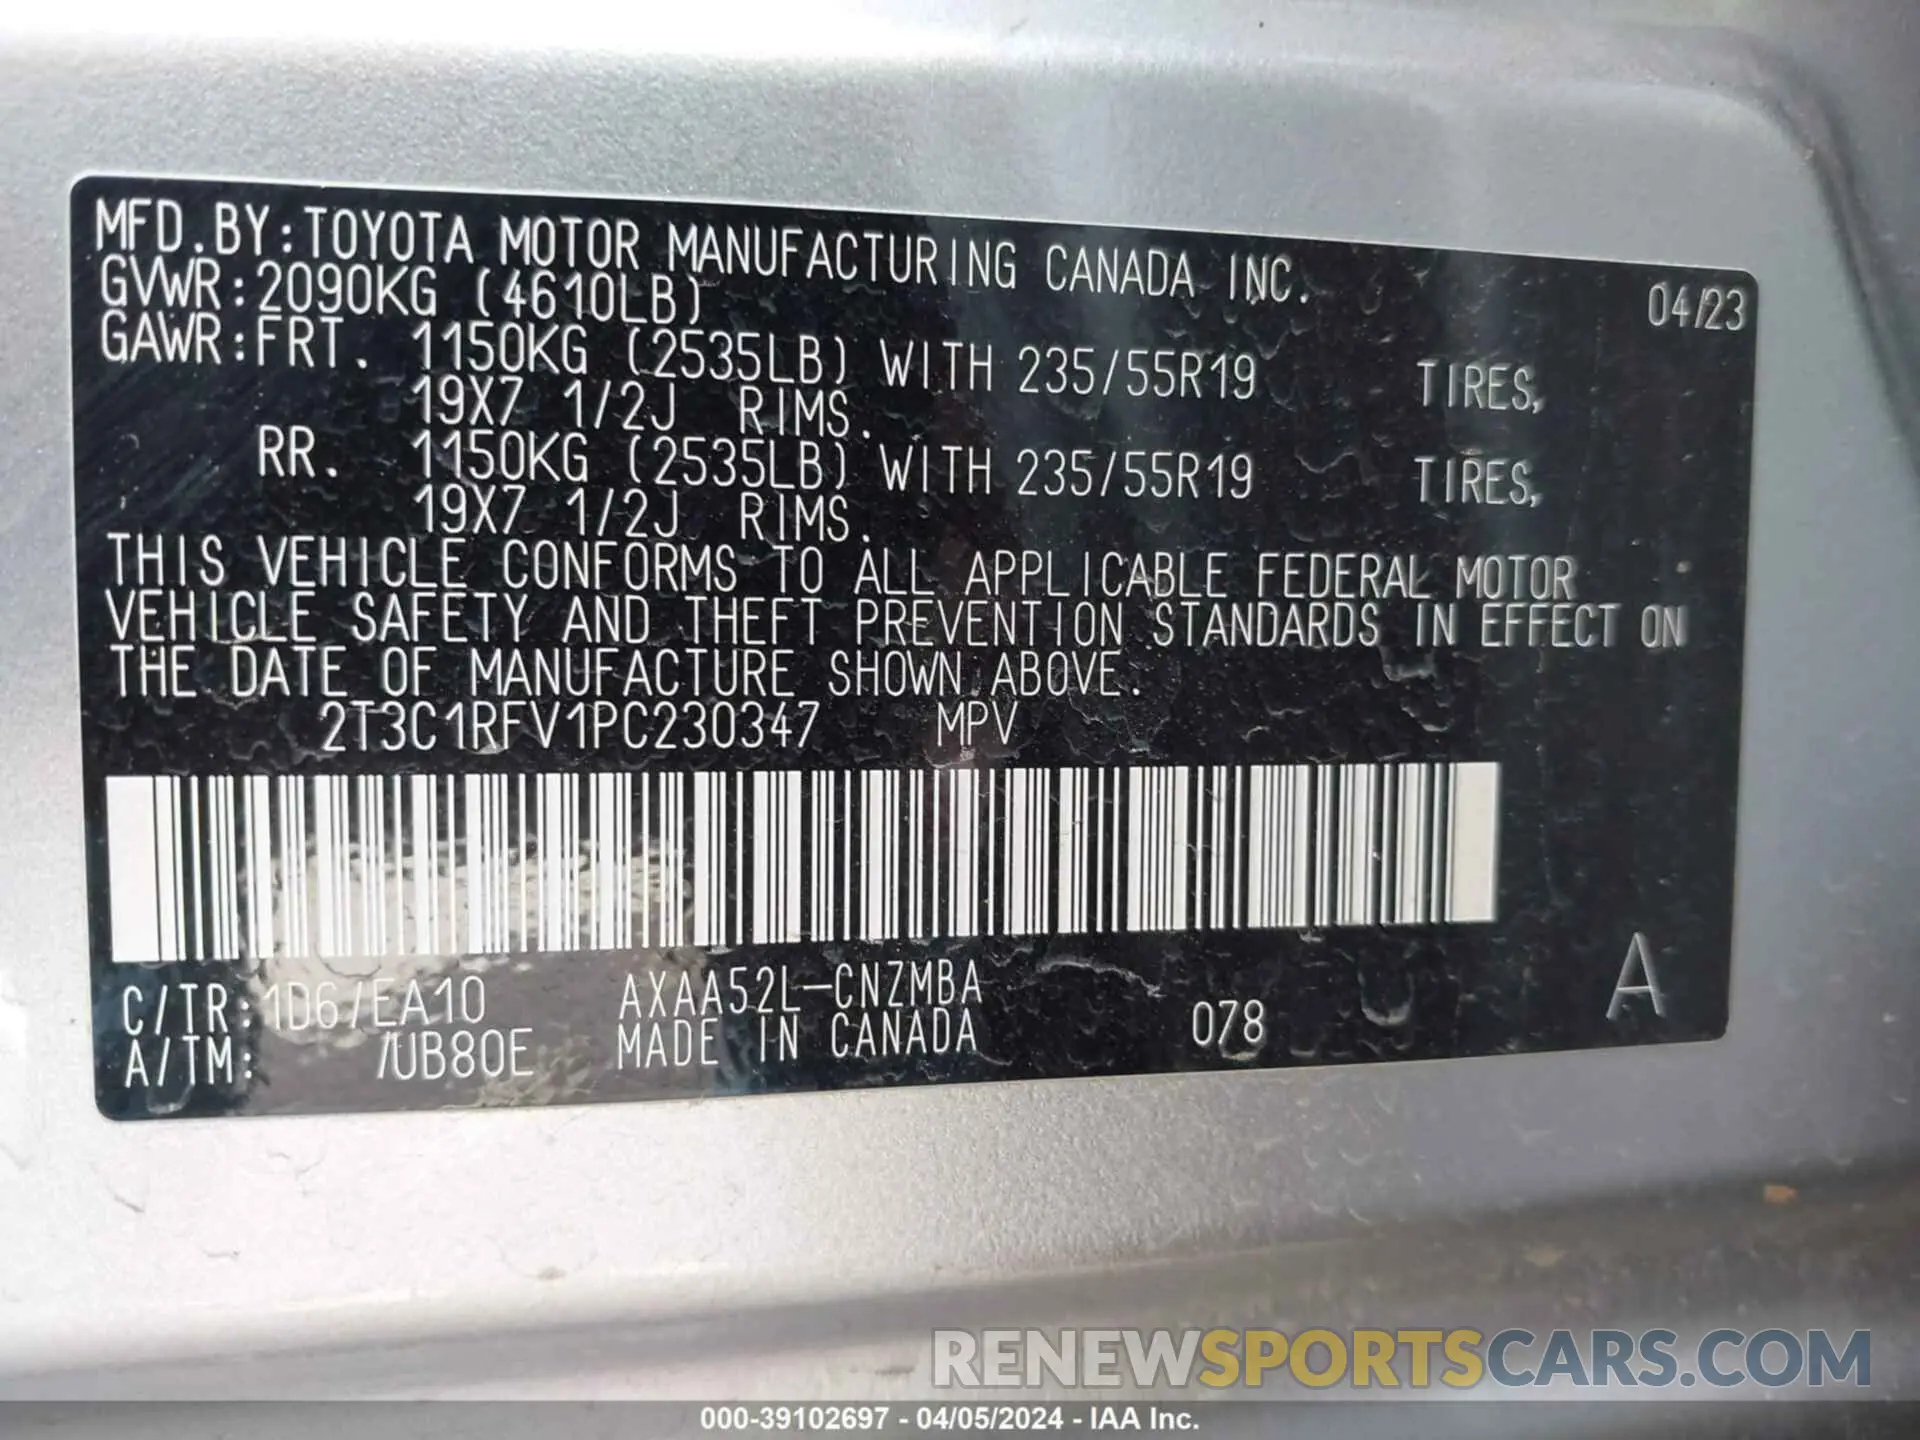 MFD.BY:TOYOTA MOTOR MANUFACTURING CANADA INC. 04/23
GVWR:2090KG (4610LB)
GAWR:FRT. 1150KG (2535LB) WITH 235/55R19 TIRES,
19X7 1/2J RIMS.
RR. 1150KG (2535LB) WITH 235/55R19 TIRES,
19X7 1/2J RIMS.
THIS VEHICLE CONFORMS TO ALL APPLICABLE FEDERAL MOTOR
VEHICLE SAFETY AND THEFT PREVENTION STANDARDS IN EFFECT ON
THE DATE OF MANUFACTURE SHOWN ABOVE.
2T3C1RFV1PC230347 MPV
C/TR:1D6/EA10 AXAA52L-CNZMBA
A/TM: /UB80E MADE IN CANADA 078 A
RENEWSPORTSCARS.COM
000-39102697 - 04/05/2024 - IAA Inc.